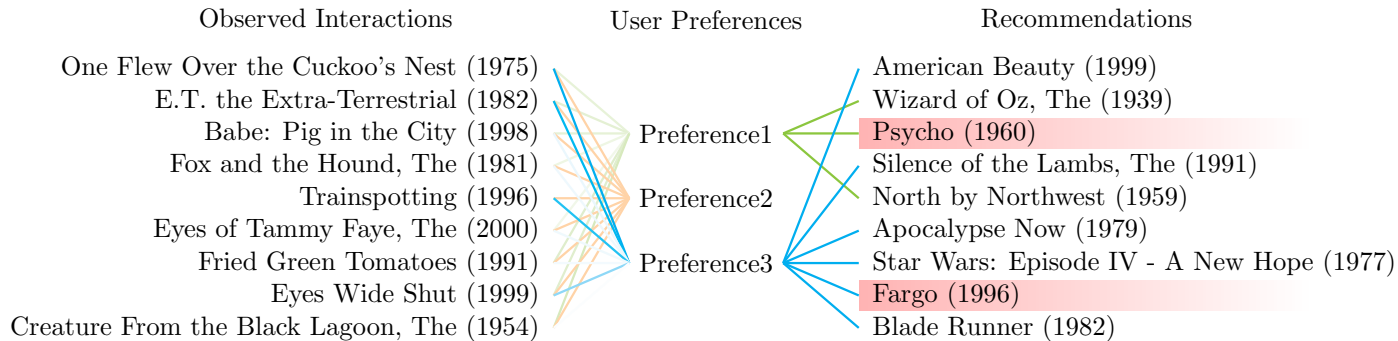 Observed Interactions
User Preferences
Recommendations
One Flew Over the Cuckoo's Nest (1975)
E.T. the Extra-Terrestrial (1982)
Babe: Pig in the City (1998)
Fox and the Hound, The (1981)
Trainspotting (1996)
Eyes of Tammy Faye, The (2000)
Fried Green Tomatoes (1991)
Eyes Wide Shut (1999)
Creature From the Black Lagoon, The (1954)
Preference1
Preference2
Preference3
American Beauty (1999)
Wizard of Oz, The (1939)
Psycho (1960)
Silence of the Lambs, The (1991)
North by Northwest (1959)
Apocalypse Now (1979)
Star Wars: Episode IV - A New Hope (1977)
Fargo (1996)
Blade Runner (1982)